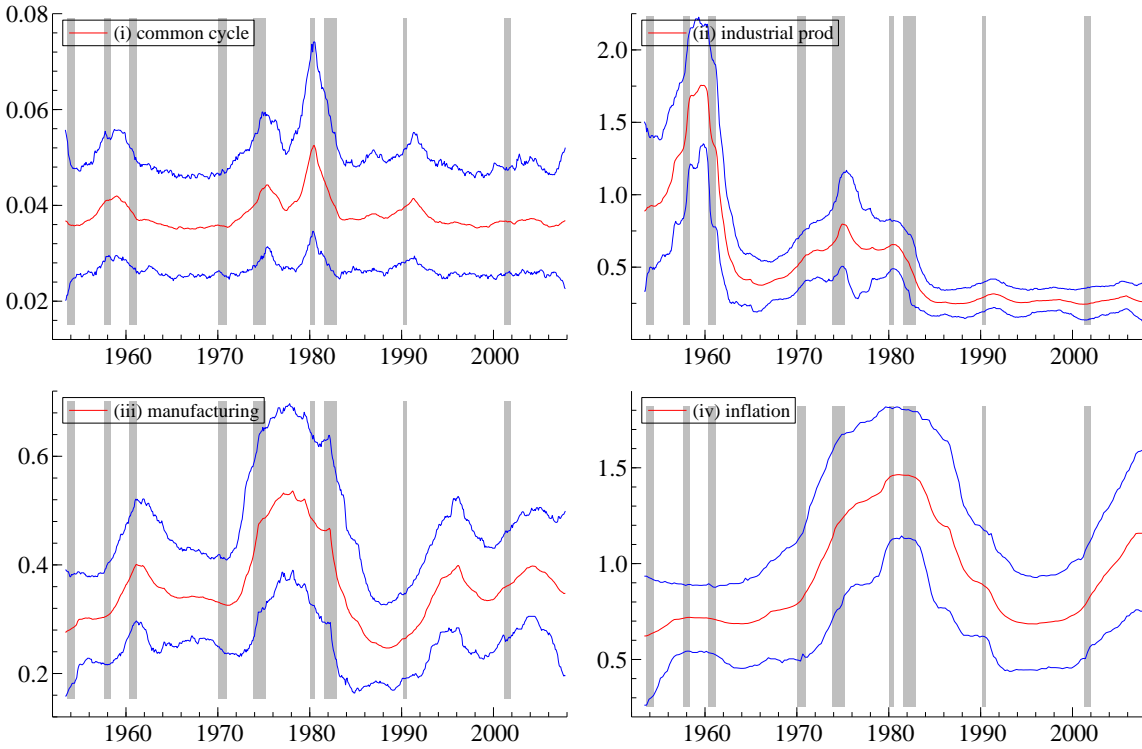 0.08
(i) common cycle
0.06
0.04
0.02
1960 1970 1980 1990 2000
(ii) industrial prod
2.0
1.5
1.0
0.5
1960 1970 1980 1990 2000
(iii) manufacturing
0.6
0.4
0.2
1960 1970 1980 1990 2000
(iv) inflation
1.5
1.0
0.5
1960 1970 1980 1990 2000